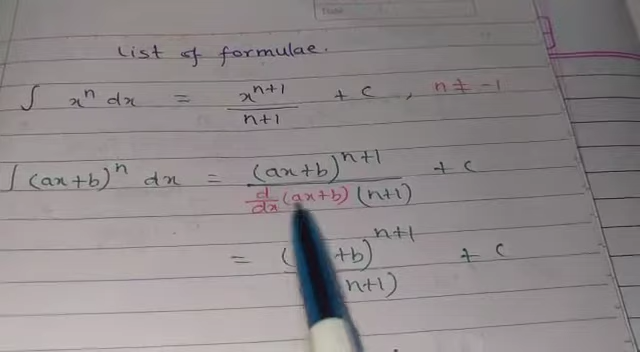 List of formulae.
∫ x^n dx = x^(n+1) / (n+1) + c , n ≠ -1
∫ (ax+b)^n dx = (ax+b)^(n+1) / (d/dx (ax+b) (n+1)) + c
= ( +b)^(n+1) / ( n+1) + c